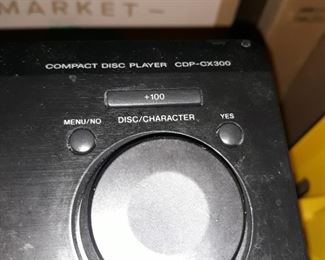 MARKET
COMPACT DISC PLAYER CDP-CX300
+100
MENU/NO DISC/CHARACTER YES